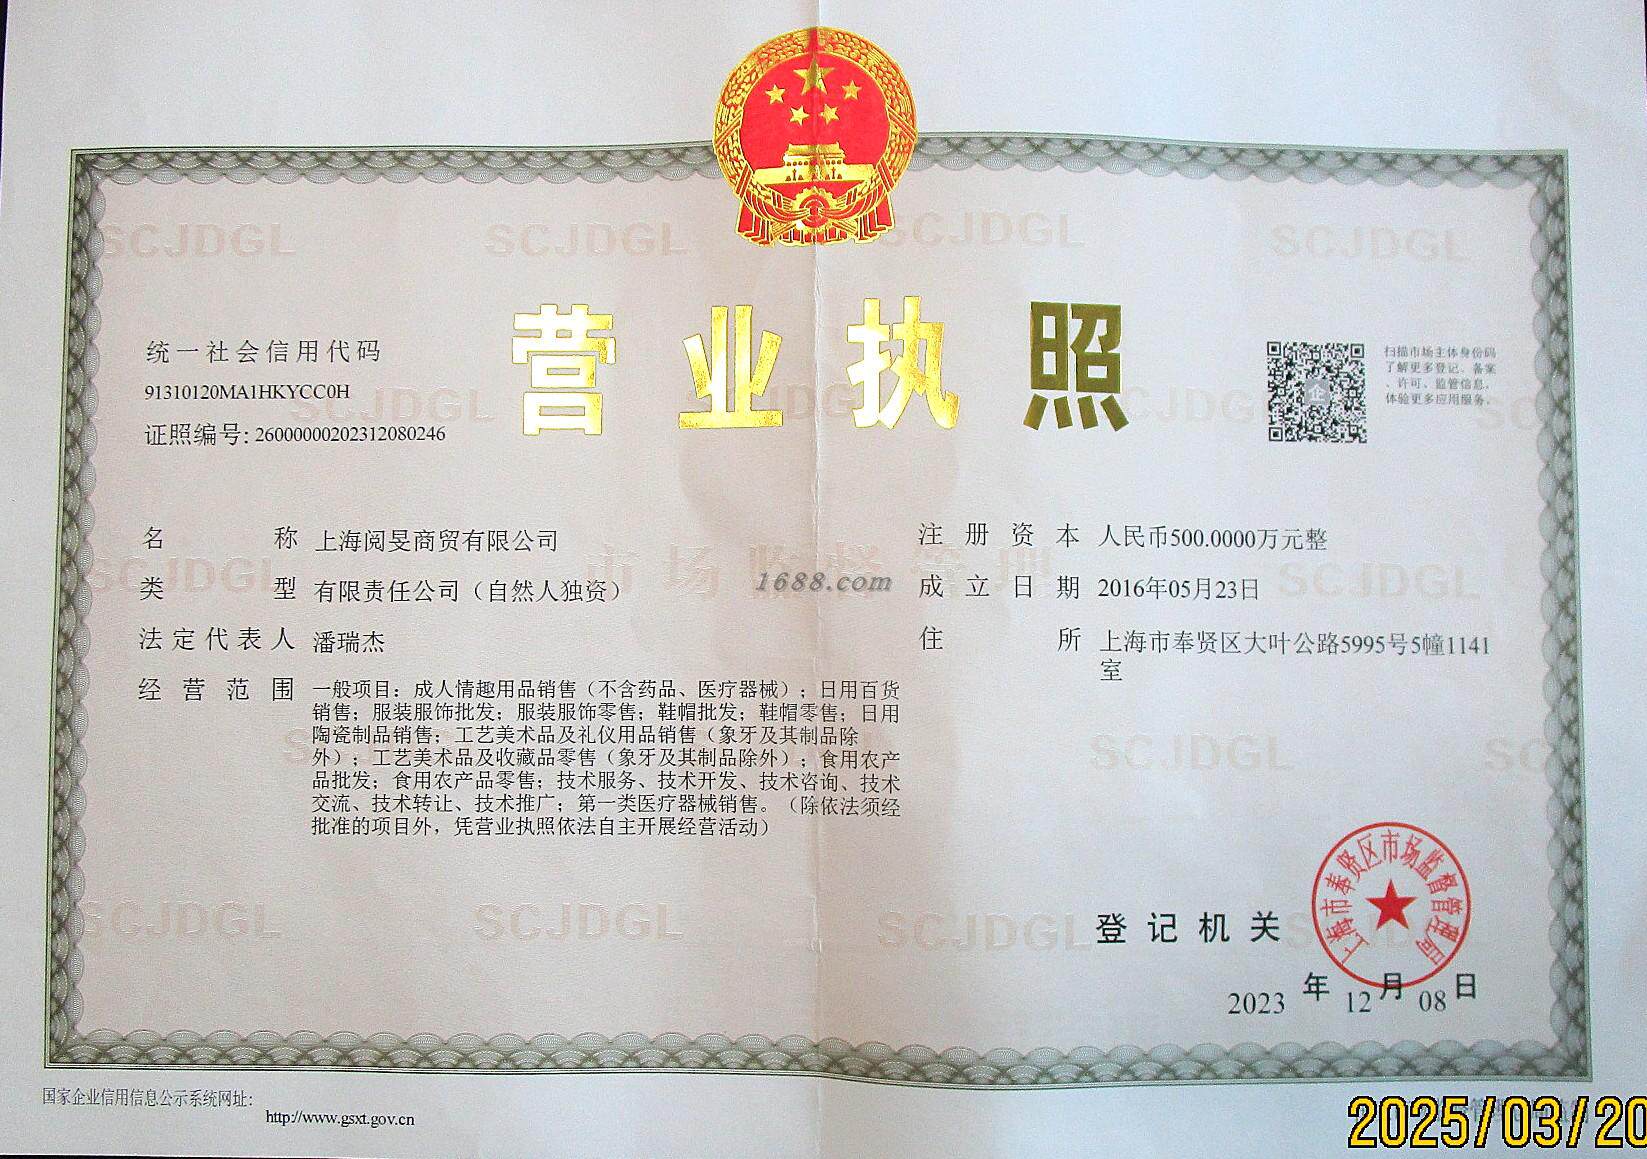 营业执照
统一社会信用代码
91310120MA1HKYCC0H
证照编号: 26000000202312080246
扫描市场主体身份码
了解更多登记、备案
、许可、监管信息,
体验更多应用服务。
名称 上海阅旻商贸有限公司
类型 有限责任公司（自然人独资）
法定代表人 潘瑞杰
经营范围 一般项目：成人情趣用品销售（不含药品、医疗器械）；日用百货
销售；服装服饰批发；服装服饰零售；鞋帽批发；鞋帽零售；日用
陶瓷制品销售；工艺美术品及礼仪用品销售（象牙及其制品除
外）；工艺美术品及收藏品零售（象牙及其制品除外）；食用农产
品批发；食用农产品零售；技术服务、技术开发、技术咨询、技术
交流、技术转让、技术推广；第一类医疗器械销售。（除依法须经
批准的项目外，凭营业执照依法自主开展经营活动）
注册资本 人民币500.0000万元整
成立日期 2016年05月23日
住所 上海市奉贤区大叶公路5995号5幢1141
室
1688.com
市场监督管理
SCJDGL
登记机关
上海市奉贤区市场监督管理局
2023年12月08日
国家企业信用信息公示系统网址:
http://www.gsxt.gov.cn
2025/03/20